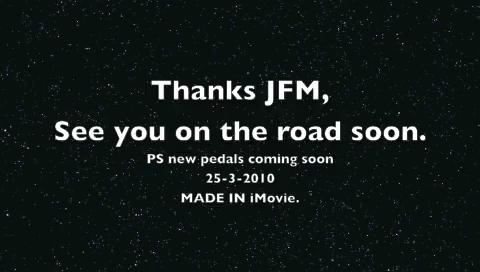 Thanks JFM,
See you on the road soon.
PS new pedals coming soon
25-3-2010
MADE IN iMovie.